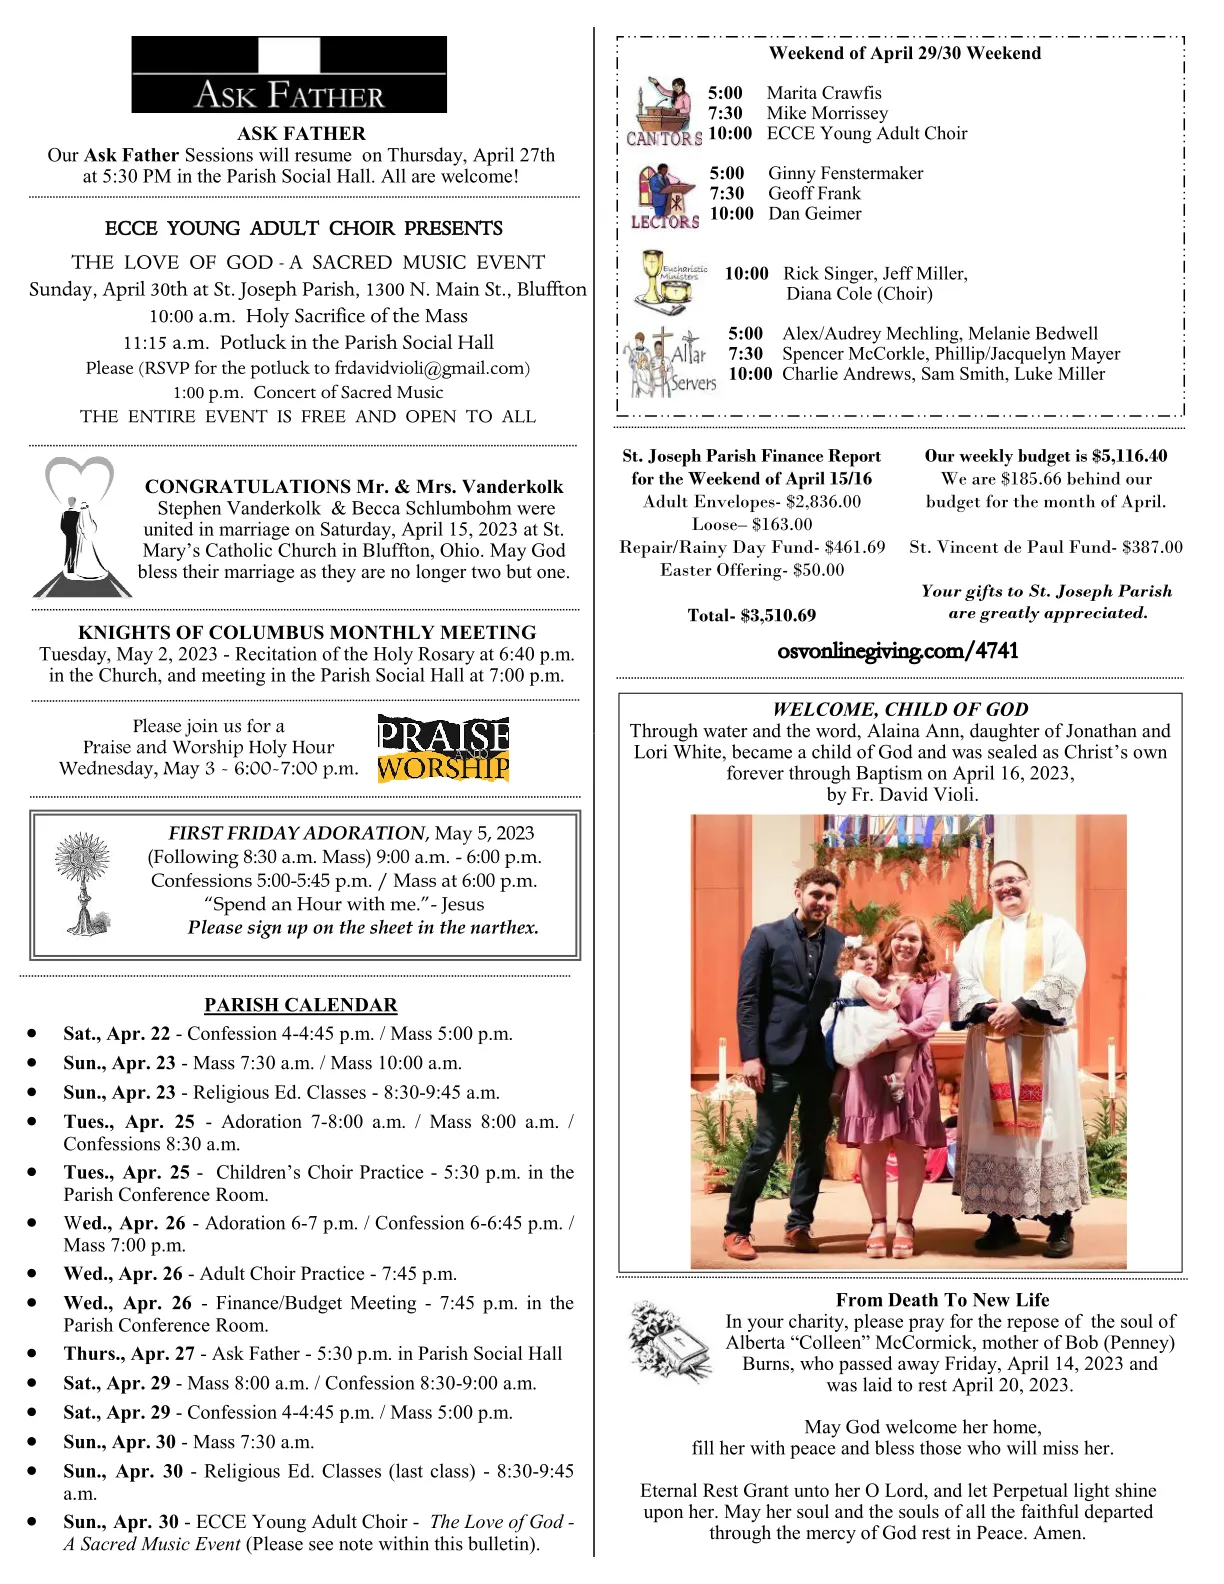 ASK FATHER
ASK FATHER
Our Ask Father Sessions will resume on Thursday, April 27th
at 5:30 PM in the Parish Social Hall. All are welcome!
ECCE YOUNG ADULT CHOIR PRESENTS
THE LOVE OF GOD - A SACRED MUSIC EVENT
Sunday, April 30th at St. Joseph Parish, 1300 N. Main St., Bluffton
10:00 a.m. Holy Sacrifice of the Mass
11:15 a.m. Potluck in the Parish Social Hall
Please (RSVP for the potluck to frdavidvioli@gmail.com)
1:00 p.m. Concert of Sacred Music
THE ENTIRE EVENT IS FREE AND OPEN TO ALL
CONGRATULATIONS Mr. & Mrs. Vanderkolk
Stephen Vanderkolk & Becca Schlumbohm were
united in marriage on Saturday, April 15, 2023 at St.
Mary's Catholic Church in Bluffton, Ohio. May God
bless their marriage as they are no longer two but one.
KNIGHTS OF COLUMBUS MONTHLY MEETING
Tuesday, May 2, 2023 - Recitation of the Holy Rosary at 6:40 p.m.
in the Church, and meeting in the Parish Social Hall at 7:00 p.m.
Please join us for a
Praise and Worship Holy Hour
Wednesday, May 3 ~ 6:00~7:00 p.m.
PRAISE
AND
WORSHIP
FIRST FRIDAY ADORATION, May 5, 2023
(Following 8:30 a.m. Mass) 9:00 a.m. - 6:00 p.m.
Confessions 5:00-5:45 p.m. / Mass at 6:00 p.m.
“Spend an Hour with me.”- Jesus
Please sign up on the sheet in the narthex.
PARISH CALENDAR
• Sat., Apr. 22 - Confession 4-4:45 p.m. / Mass 5:00 p.m.
• Sun., Apr. 23 - Mass 7:30 a.m. / Mass 10:00 a.m.
• Sun., Apr. 23 - Religious Ed. Classes - 8:30-9:45 a.m.
• Tues., Apr. 25 - Adoration 7-8:00 a.m. / Mass 8:00 a.m. /
Confessions 8:30 a.m.
• Tues., Apr. 25 - Children's Choir Practice - 5:30 p.m. in the
Parish Conference Room.
• Wed., Apr. 26 - Adoration 6-7 p.m. / Confession 6-6:45 p.m. /
Mass 7:00 p.m.
• Wed., Apr. 26 - Adult Choir Practice - 7:45 p.m.
• Wed., Apr. 26 - Finance/Budget Meeting - 7:45 p.m. in the
Parish Conference Room.
• Thurs., Apr. 27 - Ask Father - 5:30 p.m. in Parish Social Hall
• Sat., Apr. 29 - Mass 8:00 a.m. / Confession 8:30-9:00 a.m.
• Sat., Apr. 29 - Confession 4-4:45 p.m. / Mass 5:00 p.m.
• Sun., Apr. 30 - Mass 7:30 a.m.
• Sun., Apr. 30 - Religious Ed. Classes (last class) - 8:30-9:45
a.m.
• Sun., Apr. 30 - ECCE Young Adult Choir - The Love of God -
A Sacred Music Event (Please see note within this bulletin).
Weekend of April 29/30 Weekend
CANTORS
5:00 Marita Crawfis
7:30 Mike Morrissey
10:00 ECCE Young Adult Choir
LECTORS
5:00 Ginny Fenstermaker
7:30 Geoff Frank
10:00 Dan Geimer
Eucharistic
Ministers
10:00 Rick Singer, Jeff Miller,
Diana Cole (Choir)
Altar
Servers
5:00 Alex/Audrey Mechling, Melanie Bedwell
7:30 Spencer McCorkle, Phillip/Jacquelyn Mayer
10:00 Charlie Andrews, Sam Smith, Luke Miller
St. Joseph Parish Finance Report
for the Weekend of April 15/16
Adult Envelopes- $2,836.00
Loose– $163.00
Repair/Rainy Day Fund- $461.69
Easter Offering- $50.00
Total- $3,510.69
Our weekly budget is $5,116.40
We are $185.66 behind our
budget for the month of April.
St. Vincent de Paul Fund- $387.00
Your gifts to St. Joseph Parish
are greatly appreciated.
osvonlinegiving.com/4741
WELCOME, CHILD OF GOD
Through water and the word, Alaina Ann, daughter of Jonathan and
Lori White, became a child of God and was sealed as Christ's own
forever through Baptism on April 16, 2023,
by Fr. David Violi.
From Death To New Life
In your charity, please pray for the repose of the soul of
Alberta “Colleen” McCormick, mother of Bob (Penney)
Burns, who passed away Friday, April 14, 2023 and
was laid to rest April 20, 2023.
May God welcome her home,
fill her with peace and bless those who will miss her.
Eternal Rest Grant unto her O Lord, and let Perpetual light shine
upon her. May her soul and the souls of all the faithful departed
through the mercy of God rest in Peace. Amen.